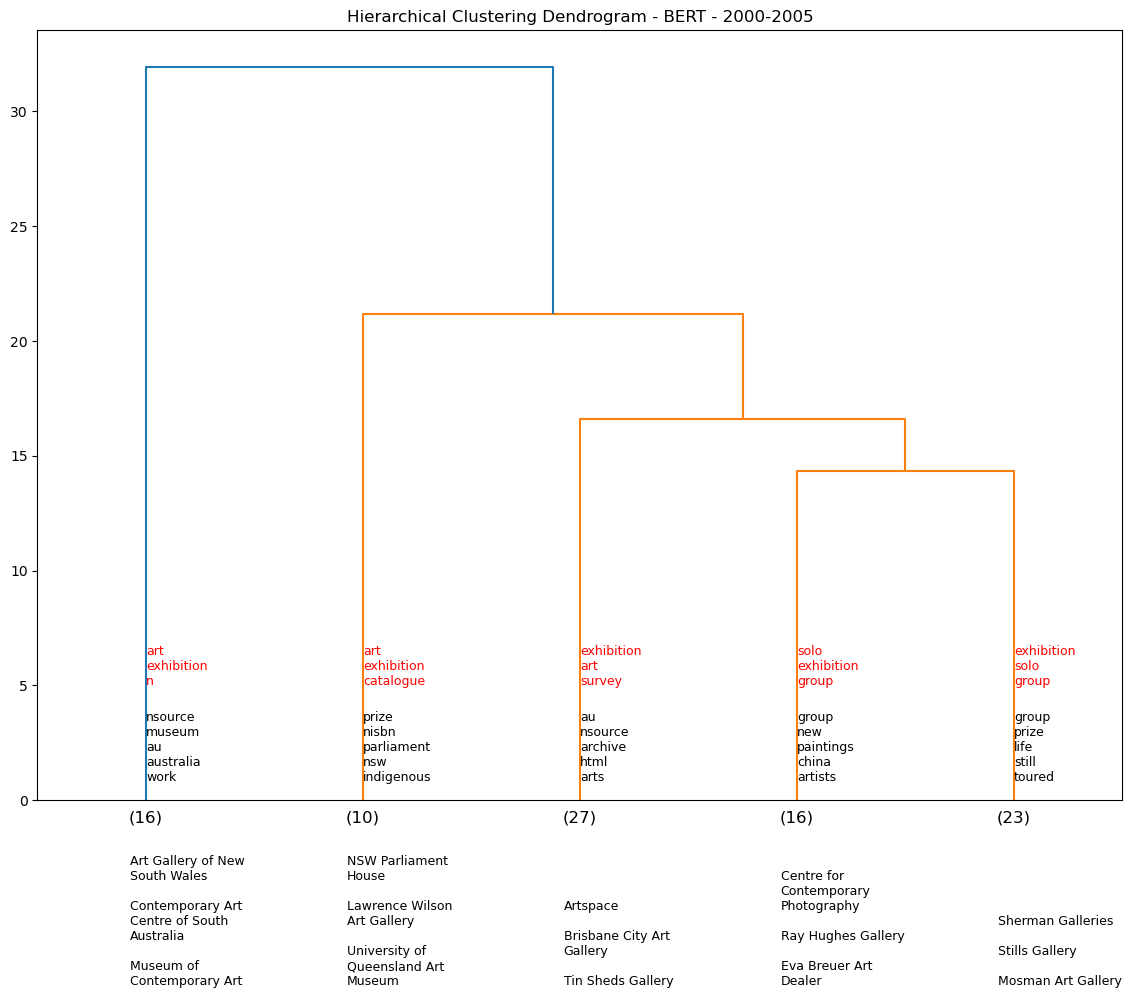 Hierarchical Clustering Dendrogram - BERT - 2000-2005
30
25
20
15
10
5
0
art
exhibition
n
nsource
museum
au
australia
work
art
exhibition
catalogue
prize
nisbn
parliament
nsw
indigenous
exhibition
art
survey
au
nsource
archive
html
arts
solo
exhibition
group
group
new
paintings
china
artists
exhibition
solo
group
group
prize
life
still
toured
(16)
(10)
(27)
(16)
(23)
Art Gallery of New
South Wales
Contemporary Art
Centre of South
Australia
Museum of
Contemporary Art
NSW Parliament
House
Lawrence Wilson
Art Gallery
University of
Queensland Art
Museum
Artspace
Brisbane City Art
Gallery
Tin Sheds Gallery
Centre for
Contemporary
Photography
Ray Hughes Gallery
Eva Breuer Art
Dealer
Sherman Galleries
Stills Gallery
Mosman Art Gallery